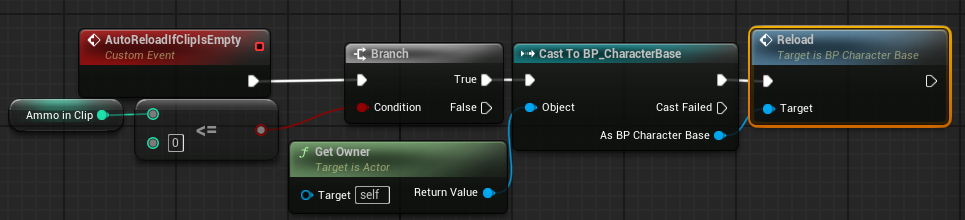 AutoReloadIfClipIsEmpty
Custom Event
Branch
True
Condition
False
Ammo in Clip
<=
0
Cast To BP_CharacterBase
Object
Cast Failed
As BP Character Base
Reload
Target is BP Character Base
Target
f Get Owner
Target is Actor
Target self
Return Value